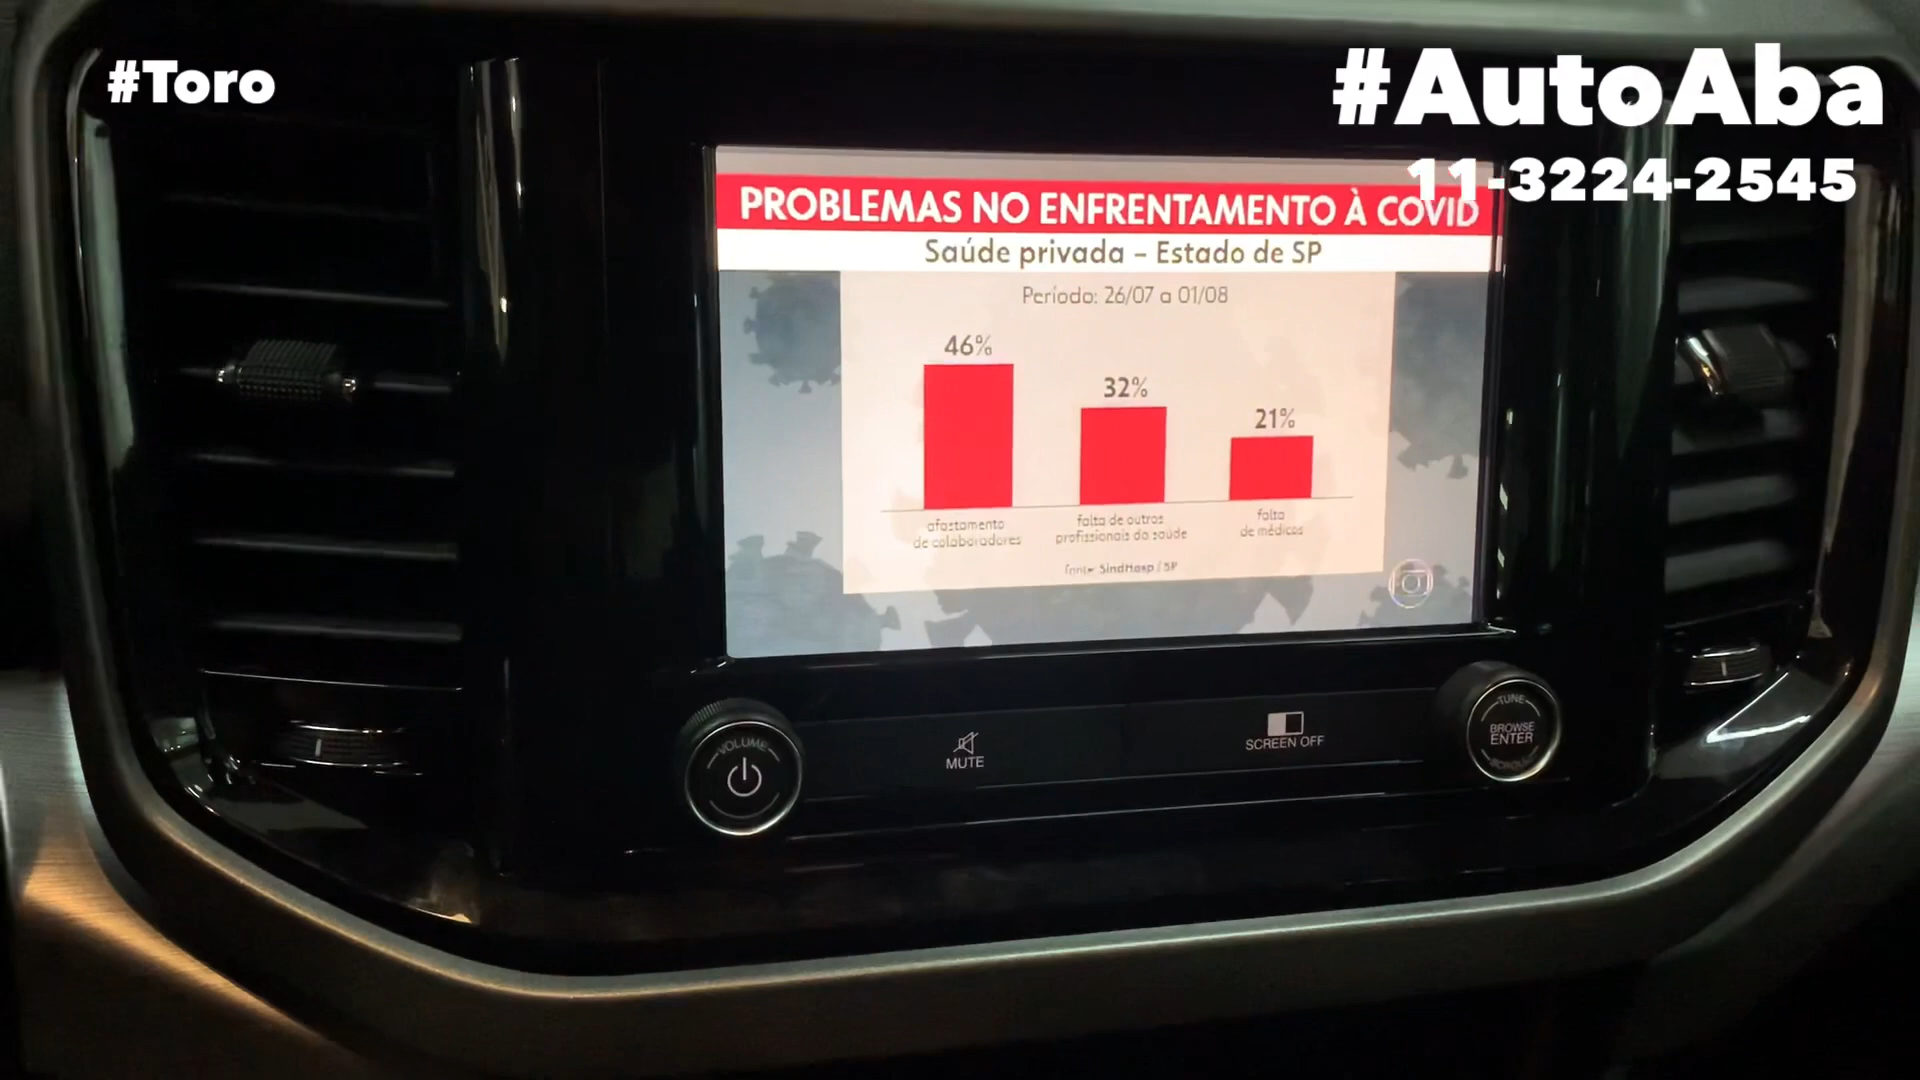 #Toro
#AutoAba
11-3224-2545
PROBLEMAS NO ENFRENTAMENTO À COVID
Saúde privada – Estado de SP
Período: 26/07 a 01/08
46%
32%
21%
afastamento
de colaboradores
falta de outros
profissionais da saúde
falta
de médicos
Fonte: SindHosp / SP
VOLUME
MUTE
SCREEN OFF
TUNE
BROWSE
ENTER
SCROLL